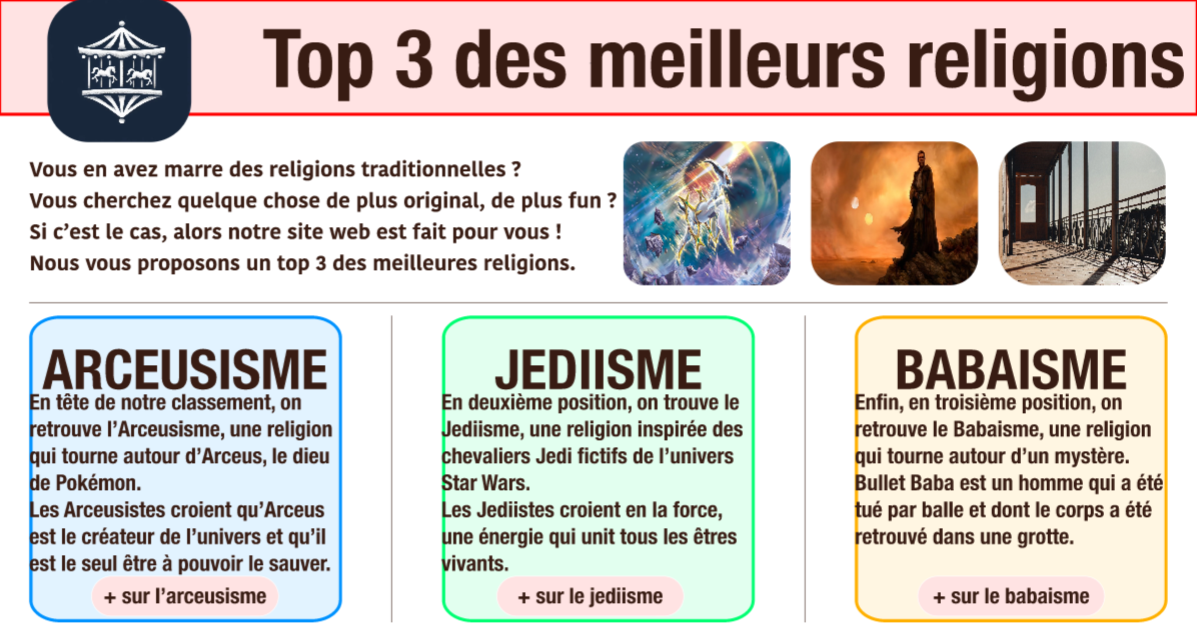 Top 3 des meilleurs religions
Vous en avez marre des religions traditionnelles ?
Vous cherchez quelque chose de plus original, de plus fun ?
Si c’est le cas, alors notre site web est fait pour vous !
Nous vous proposons un top 3 des meilleures religions.
ARCEUSISME
En tête de notre classement, on
retrouve l’Arceusisme, une religion
qui tourne autour d’Arceus, le dieu
de Pokémon.
Les Arceusistes croient qu’Arceus
est le créateur de l’univers et qu’il
est le seul être à pouvoir le sauver.
+ sur l’arceusisme
JEDIISME
En deuxième position, on trouve le
Jediisme, une religion inspirée des
chevaliers Jedi fictifs de l’univers
Star Wars.
Les Jediistes croient en la force,
une énergie qui unit tous les êtres
vivants.
+ sur le jediisme
BABAISME
Enfin, en troisième position, on
retrouve le Babaisme, une religion
qui tourne autour d’un mystère.
Bullet Baba est un homme qui a été
tué par balle et dont le corps a été
retrouvé dans une grotte.
+ sur le babaisme